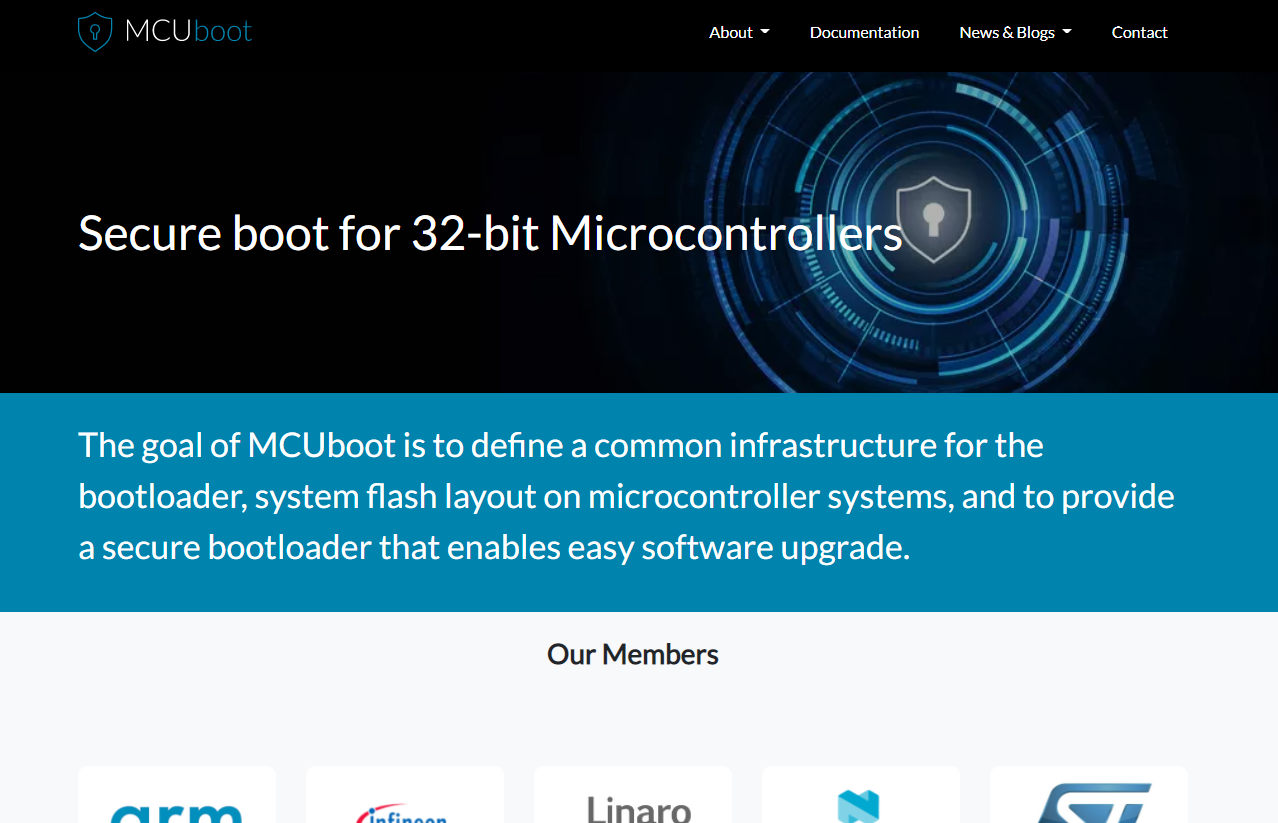 MCUboot
About
Documentation
News & Blogs
Contact
Secure boot for 32-bit Microcontrollers
The goal of MCUboot is to define a common infrastructure for the
bootloader, system flash layout on microcontroller systems, and to provide
a secure bootloader that enables easy software upgrade.
Our Members
arm
infineon
Linaro
N
ST